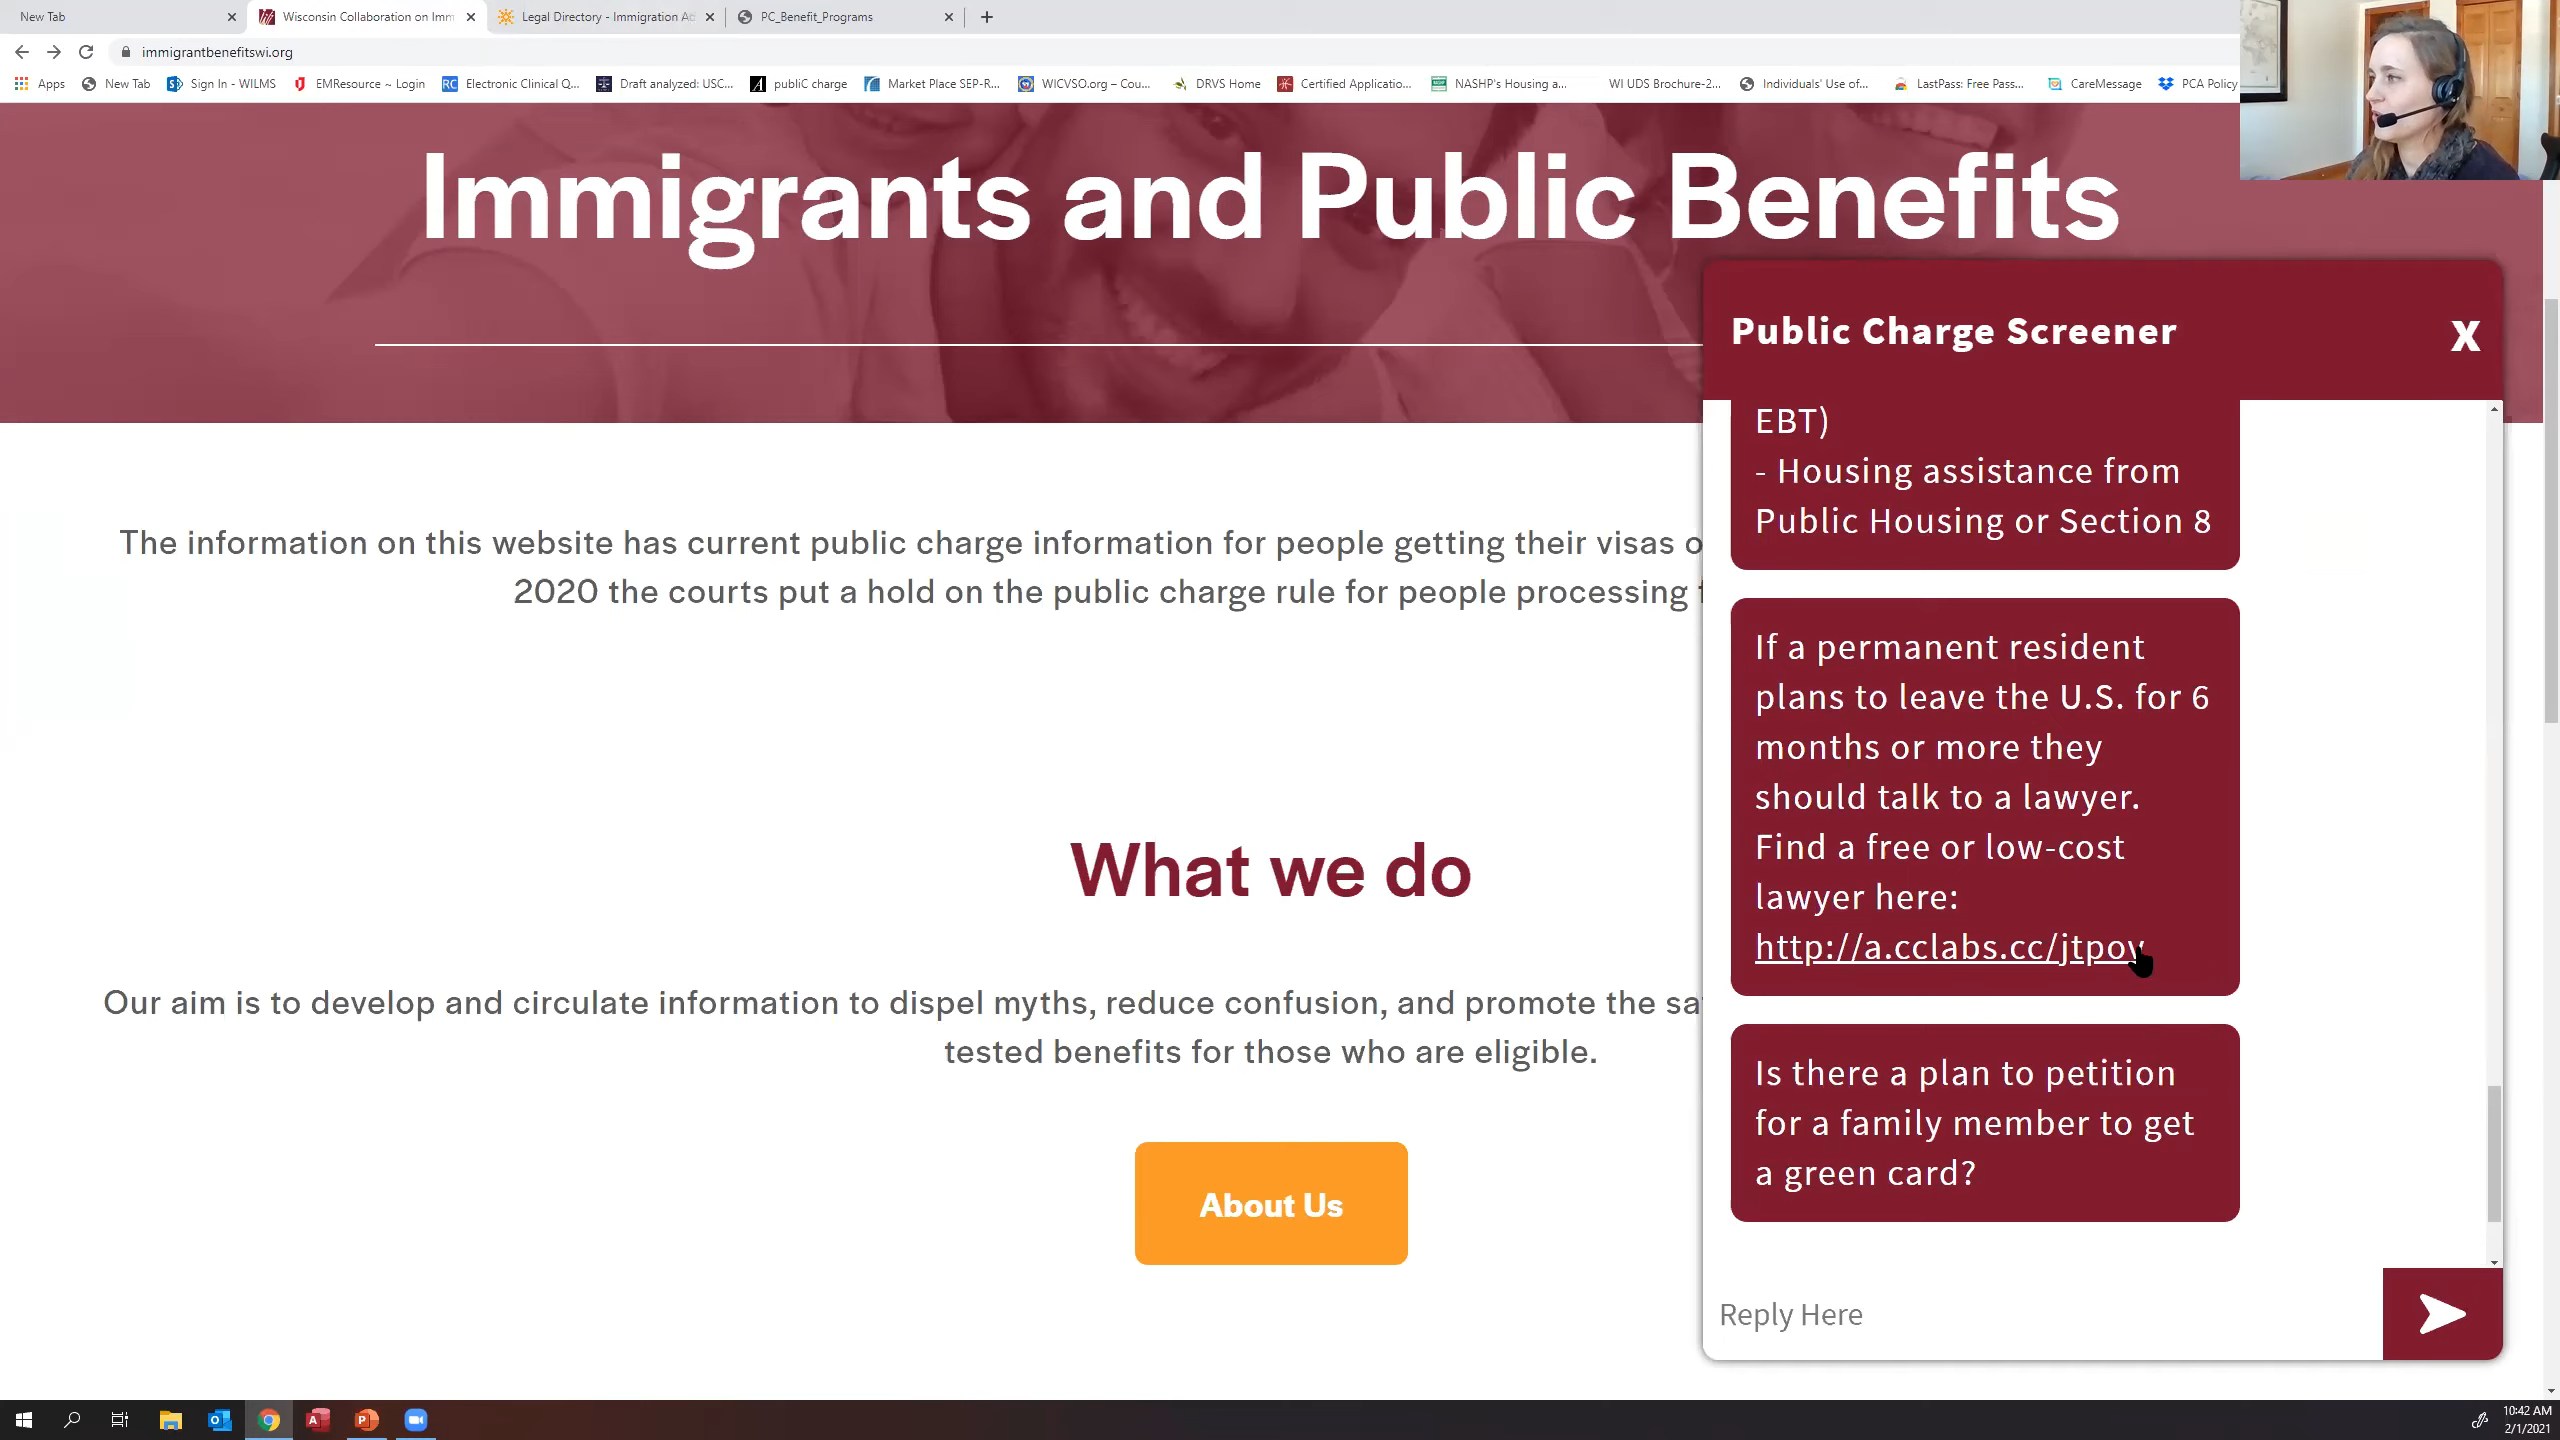 New Tab
Wisconsin Collaboration on Imm
Legal Directory - Immigration Ad
PC_Benefit_Programs
immigrantbenefitswi.org
Apps
New Tab
Sign In - WILMS
EMResource ~ Login
Electronic Clinical Q...
Draft analyzed: USC...
publiC charge
Market Place SEP-R...
WICVSO.org – Cou...
DRVS Home
Certified Applicatio...
NASHP's Housing a...
WI UDS Brochure-2...
Individuals' Use of...
LastPass: Free Pass...
CareMessage
PCA Policy
Immigrants and Public Benefits
The information on this website has current public charge information for people getting their visas o
2020 the courts put a hold on the public charge rule for people processing
What we do
Our aim is to develop and circulate information to dispel myths, reduce confusion, and promote the sa
tested benefits for those who are eligible.
About Us
Public Charge Screener
X
EBT)
- Housing assistance from
Public Housing or Section 8
If a permanent resident
plans to leave the U.S. for 6
months or more they
should talk to a lawyer.
Find a free or low-cost
lawyer here:
http://a.cclabs.cc/jtpov
Is there a plan to petition
for a family member to get
a green card?
Reply Here
10:42 AM
2/1/2021